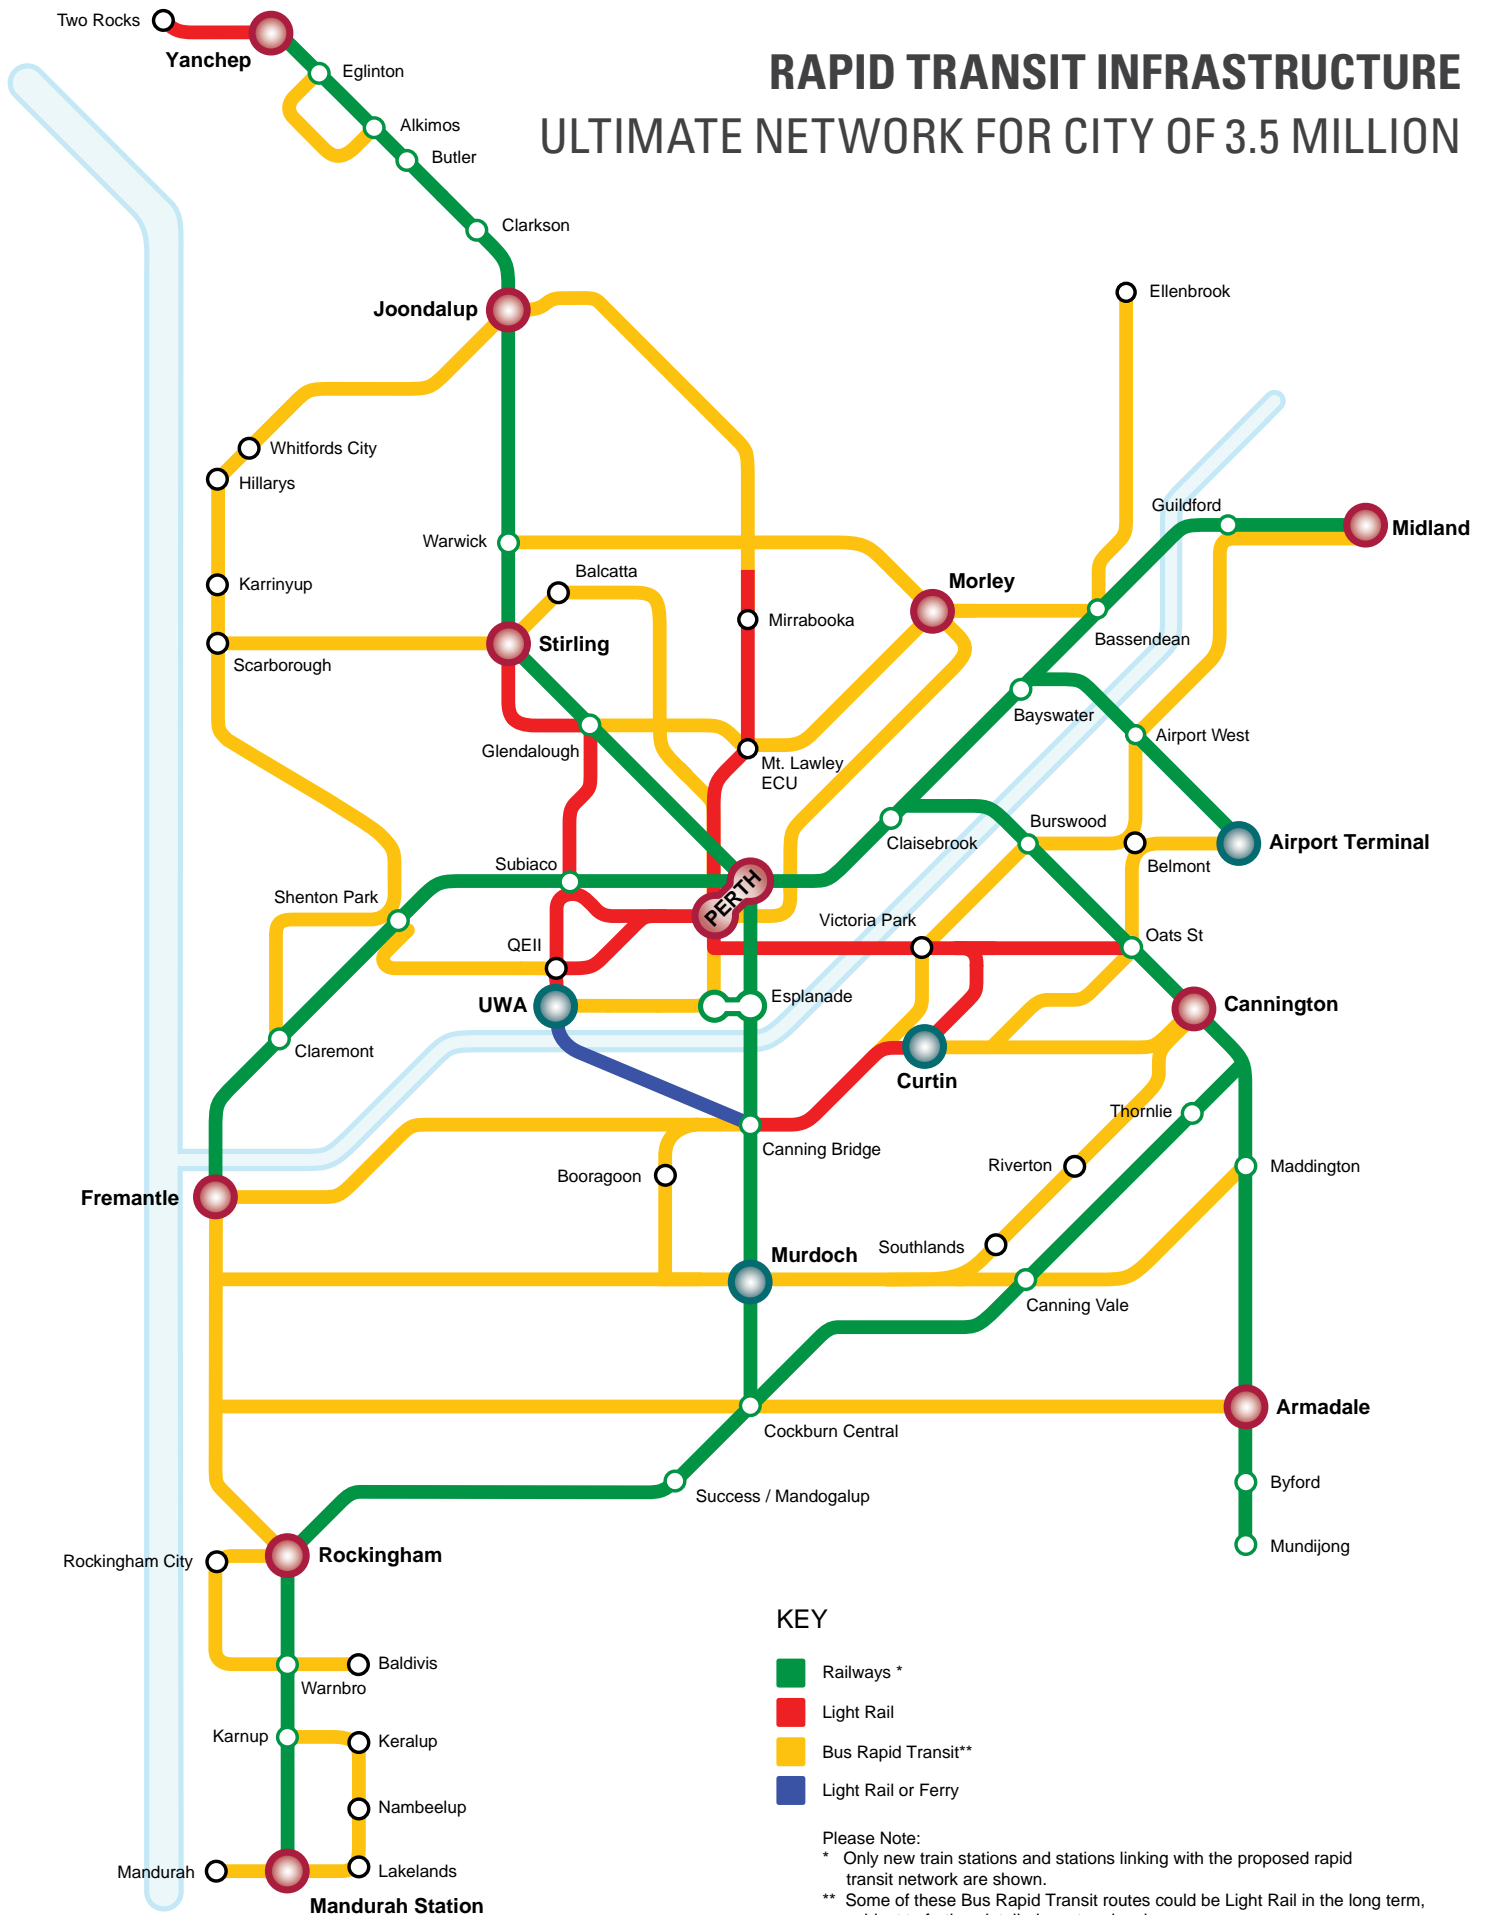 Two Rocks
Yanchep
RAPID TRANSIT INFRASTRUCTURE
ULTIMATE NETWORK FOR CITY OF 3.5 MILLION
Eglinton
Alkimos
Butler
Clarkson
Joondalup
Ellenbrook
Whitfords City
Hillarys
Guildford
Midland
Warwick
Balcatta
Morley
Karrinyup
Mirrabooka
Bassendean
Stirling
Scarborough
Bayswater
Airport West
Glendalough
Mt. Lawley
ECU
Burswood
Claisebrook
Airport Terminal
Belmont
Subiaco
PERTH
Shenton Park
Victoria Park
Oats St
QEII
UWA
Esplanade
Cannington
Claremont
Curtin
Thornlie
Canning Bridge
Booragoon
Riverton
Maddington
Fremantle
Southlands
Murdoch
Canning Vale
Armadale
Cockburn Central
Byford
Success / Mandogalup
Mundijong
Rockingham City
Rockingham
Baldivis
Warnbro
Karnup
Keralup
Nambeelup
Mandurah
Lakelands
Mandurah Station
KEY
Railways *
Light Rail
Bus Rapid Transit**
Light Rail or Ferry
Please Note:
* Only new train stations and stations linking with the proposed rapid
transit network are shown.
** Some of these Bus Rapid Transit routes could be Light Rail in the long term,